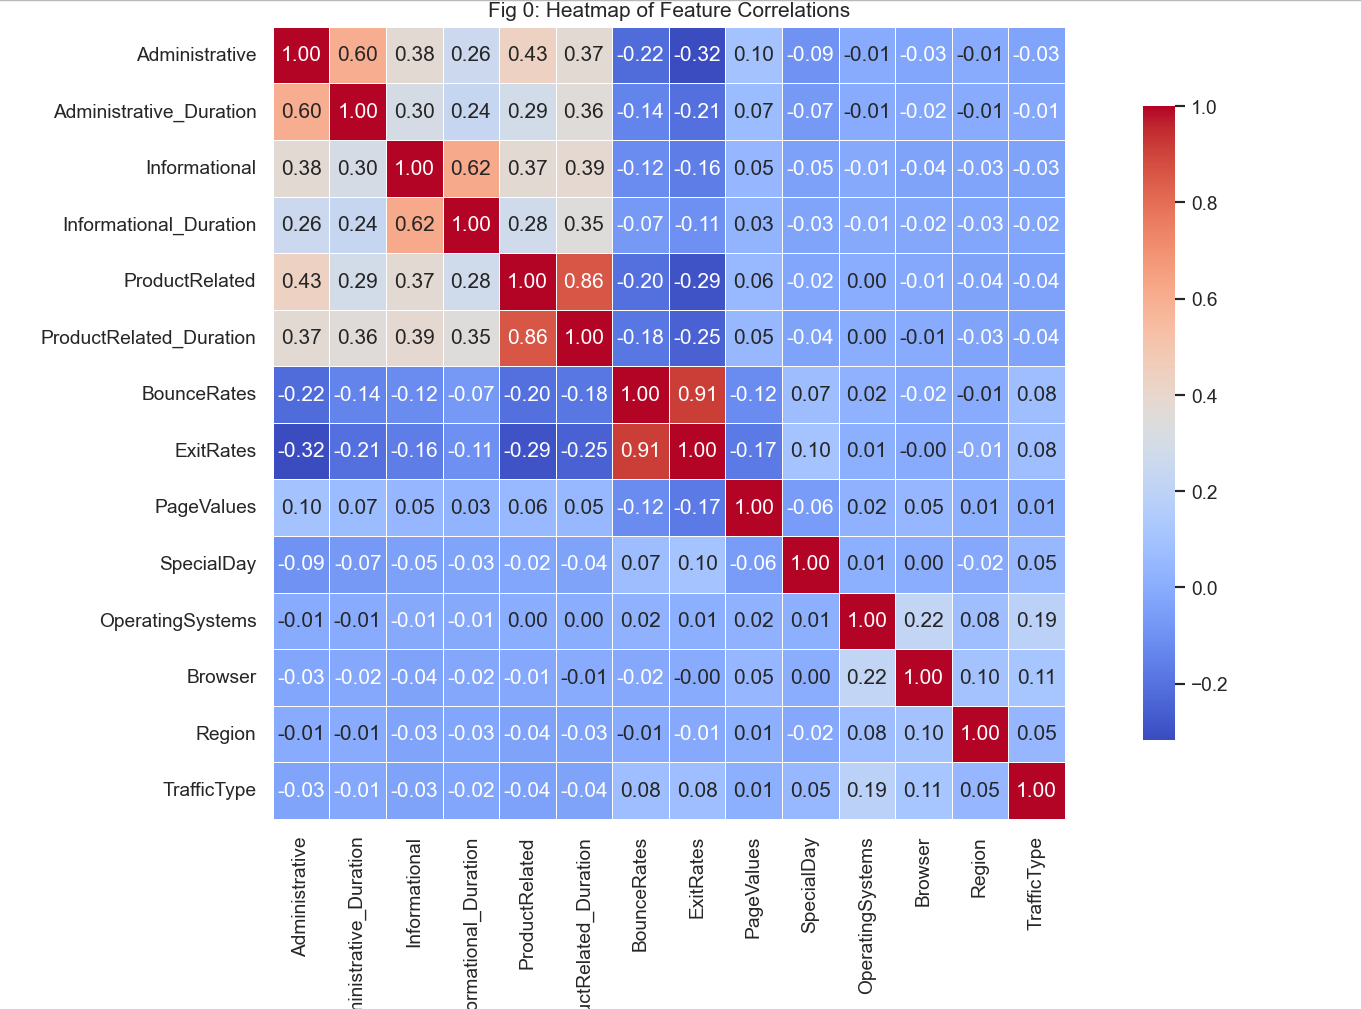 Fig 0: Heatmap of Feature Correlations
Administrative 1.00 0.60 0.38 0.26 0.43 0.37 -0.22 -0.32 0.10 -0.09 -0.01 -0.03 -0.01 -0.03
Administrative_Duration 0.60 1.00 0.30 0.24 0.29 0.36 -0.14 -0.21 0.07 -0.07 -0.01 -0.02 -0.01 -0.01
Informational 0.38 0.30 1.00 0.62 0.37 0.39 -0.12 -0.16 0.05 -0.05 -0.01 -0.04 -0.03 -0.03
Informational_Duration 0.26 0.24 0.62 1.00 0.28 0.35 -0.07 -0.11 0.03 -0.03 -0.01 -0.02 -0.03 -0.02
ProductRelated 0.43 0.29 0.37 0.28 1.00 0.86 -0.20 -0.29 0.06 -0.02 0.00 -0.01 -0.04 -0.04
ProductRelated_Duration 0.37 0.36 0.39 0.35 0.86 1.00 -0.18 -0.25 0.05 -0.04 0.00 -0.01 -0.03 -0.04
BounceRates -0.22 -0.14 -0.12 -0.07 -0.20 -0.18 1.00 0.91 -0.12 0.07 0.02 -0.02 -0.01 0.08
ExitRates -0.32 -0.21 -0.16 -0.11 -0.29 -0.25 0.91 1.00 -0.17 0.10 0.01 -0.00 -0.01 0.08
PageValues 0.10 0.07 0.05 0.03 0.06 0.05 -0.12 -0.17 1.00 -0.06 0.02 0.05 0.01 0.01
SpecialDay -0.09 -0.07 -0.05 -0.03 -0.02 -0.04 0.07 0.10 -0.06 1.00 0.01 0.00 -0.02 0.05
OperatingSystems -0.01 -0.01 -0.01 -0.01 0.00 0.00 0.02 0.01 0.02 0.01 1.00 0.22 0.08 0.19
Browser -0.03 -0.02 -0.04 -0.02 -0.01 -0.01 -0.02 -0.00 0.05 0.00 0.22 1.00 0.10 0.11
Region -0.01 -0.01 -0.03 -0.03 -0.04 -0.03 -0.01 -0.01 0.01 -0.02 0.08 0.10 1.00 0.05
TrafficType -0.03 -0.01 -0.03 -0.02 -0.04 -0.04 0.08 0.08 0.01 0.05 0.19 0.11 0.05 1.00
Administrative
ministrative_Duration
Informational
ormational_Duration
ProductRelated
uctRelated_Duration
BounceRates
ExitRates
PageValues
SpecialDay
OperatingSystems
Browser
Region
TrafficType
1.0
0.8
0.6
0.4
0.2
0.0
−0.2